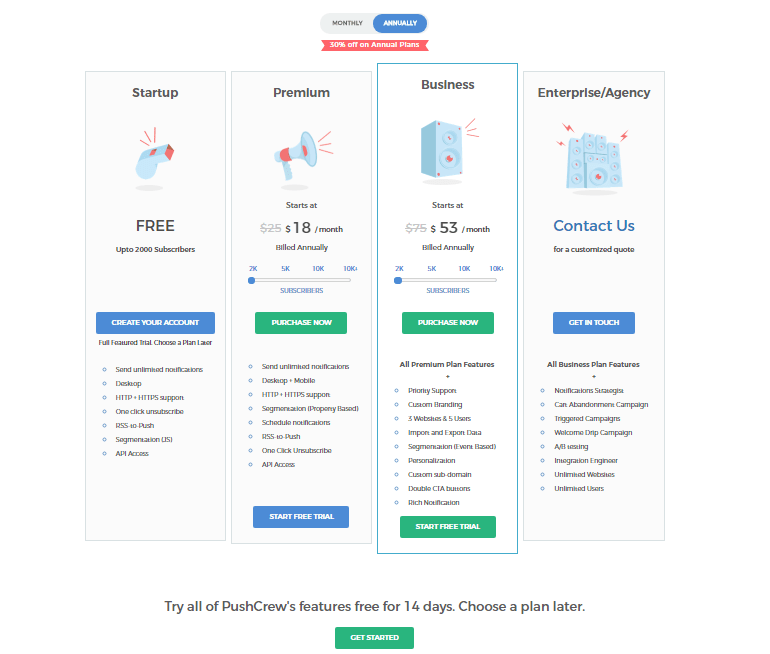 MONTHLY
ANNUALLY
30% off on Annual Plans
Startup
FREE
Upto 2000 Subscribers
CREATE YOUR ACCOUNT
Full Featured Trial. Choose a Plan Later
Send unlimited notifications
Desktop
HTTP + HTTPS support
One click unsubscribe
RSS-to-Push
Segmentation (JS)
API Access
Premium
Starts at
$25 $ 18 / month
Billed Annually
2K 5K 10K 10K+
SUBSCRIBERS
PURCHASE NOW
Send unlimited notifications
Desktop + Mobile
HTTP + HTTPS support
Segmentation (Property Based)
Schedule notifications
RSS-to-Push
One Click Unsubscribe
API Access
START FREE TRIAL
Business
Starts at
$75 $ 53 / month
Billed Annually
2K 5K 10K 10K+
SUBSCRIBERS
PURCHASE NOW
All Premium Plan Features
+
Priority Support
Custom Branding
3 Websites & 5 Users
Import and Export Data
Segmentation (Event Based)
Personalization
Custom sub-domain
Double CTA buttons
Rich Notification
START FREE TRIAL
Enterprise/Agency
Contact Us
for a customized quote
GET IN TOUCH
All Business Plan Features
+
Notifications Strategist
Cart Abandonment Campaign
Triggered Campaigns
Welcome Drip Campaign
A/B testing
Integration Engineer
Unlimited Websites
Unlimited Users
Try all of PushCrew's features free for 14 days. Choose a plan later.
GET STARTED